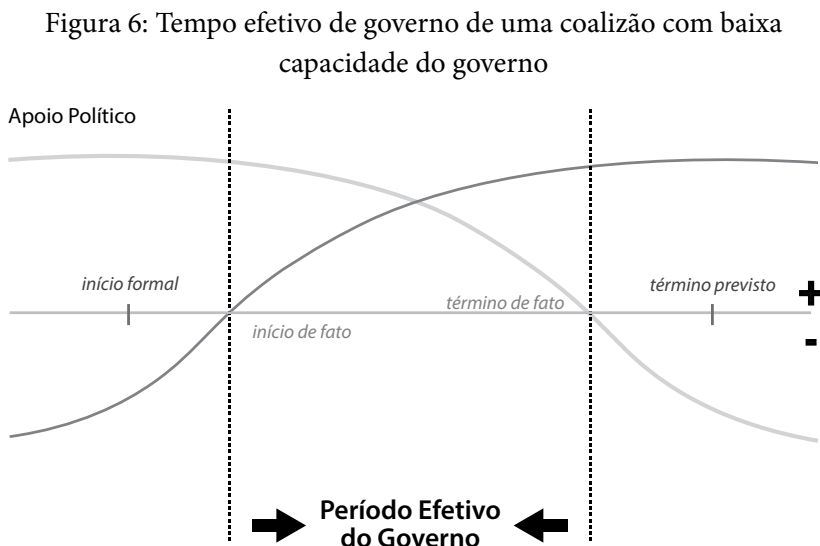 Figura 6: Tempo efetivo de governo de uma coalizão com baixa
capacidade do governo
Apoio Político
início formal
término previsto
+
término de fato
início de fato
-
Período Efetivo
do Governo